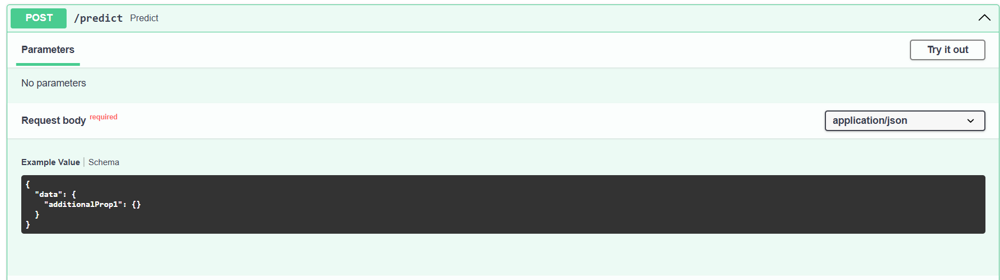 POST /predict Predict
Parameters
Try it out
No parameters
Request body required
application/json
Example Value | Schema
{
  "data": {
    "additionalProp1": {}
  }
}